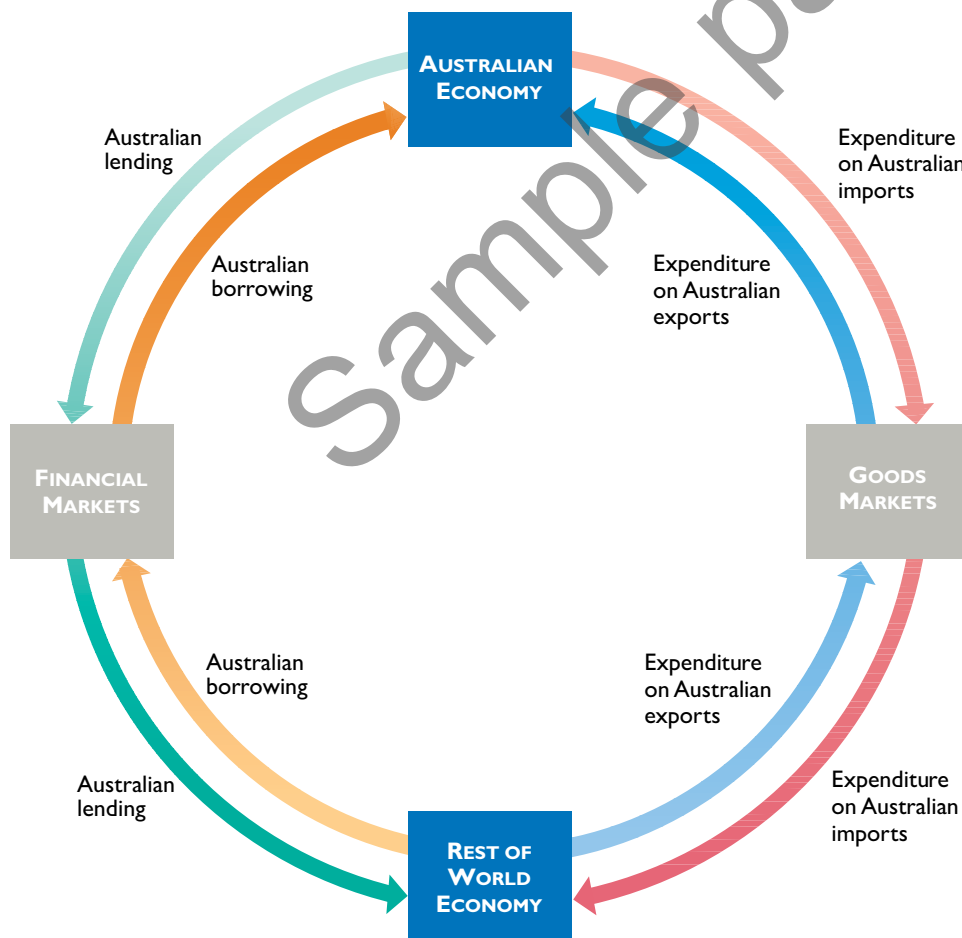 Sample pa
AUSTRALIAN
ECONOMY
Australian
lending
Expenditure
on Australian
imports
Australian
borrowing
Expenditure
on Australian
exports
FINANCIAL
MARKETS
GOODS
MARKETS
Australian
borrowing
Expenditure
on Australian
exports
Australian
lending
Expenditure
on Australian
imports
REST OF
WORLD
ECONOMY